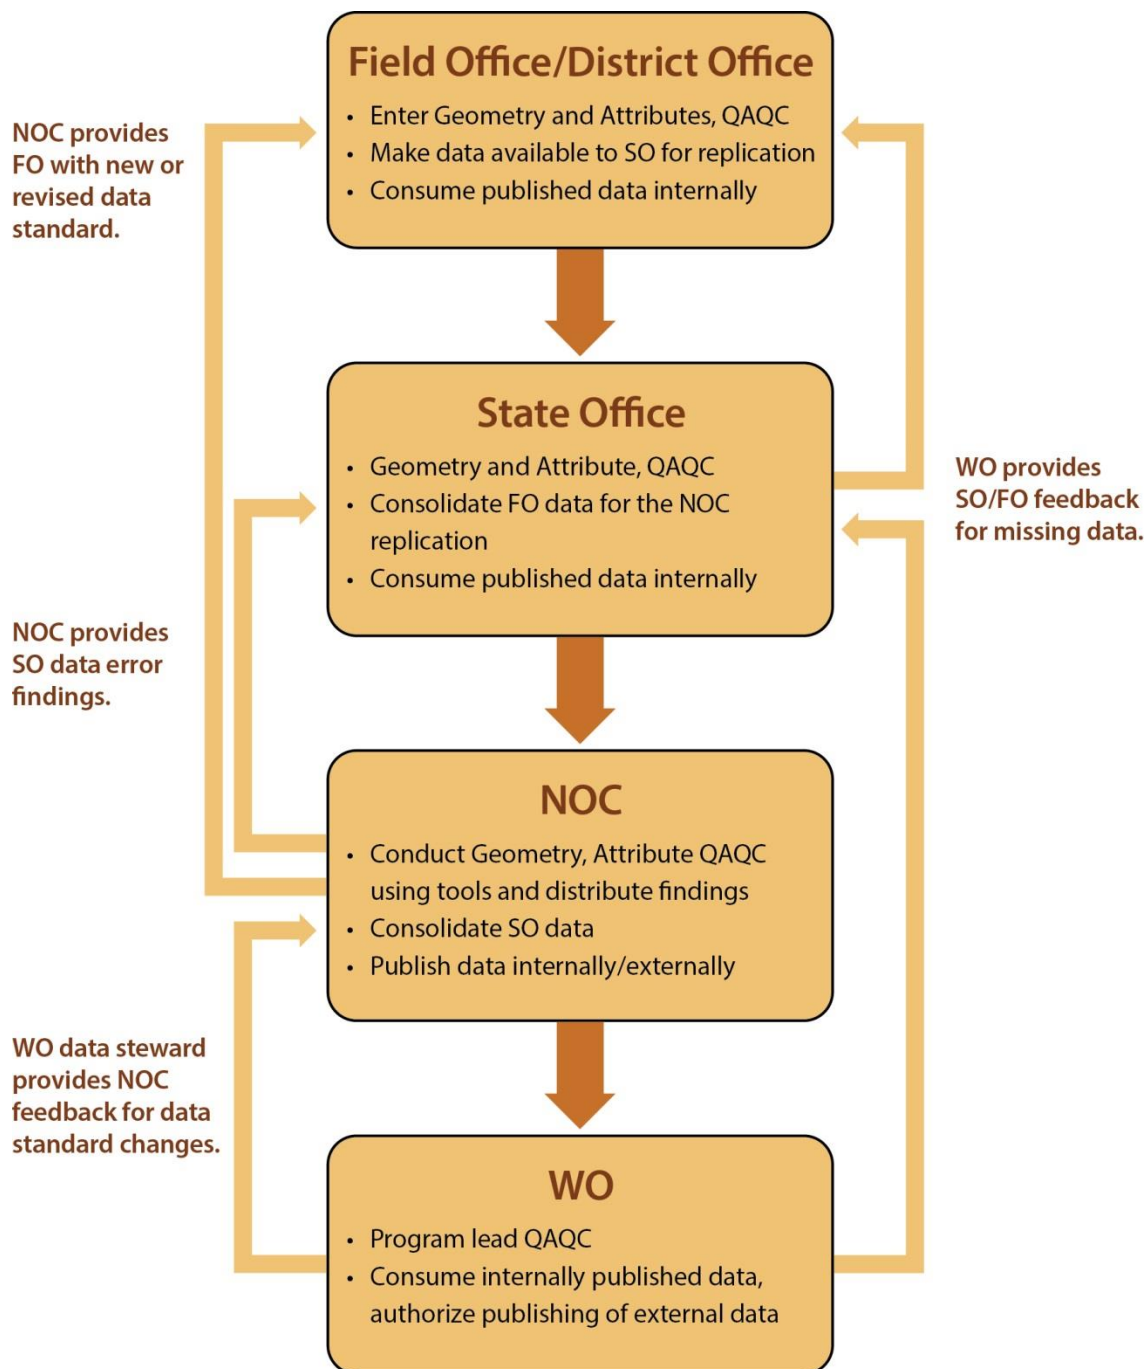 Field Office/District Office
• Enter Geometry and Attributes, QAQC
• Make data available to SO for replication
• Consume published data internally
NOC provides
FO with new or
revised data
standard.
State Office
• Geometry and Attribute, QAQC
• Consolidate FO data for the NOC
replication
• Consume published data internally
WO provides
SO/FO feedback
for missing data.
NOC provides
SO data error
findings.
NOC
• Conduct Geometry, Attribute QAQC
using tools and distribute findings
• Consolidate SO data
• Publish data internally/externally
WO data steward
provides NOC
feedback for data
standard changes.
WO
• Program lead QAQC
• Consume internally published data,
authorize publishing of external data